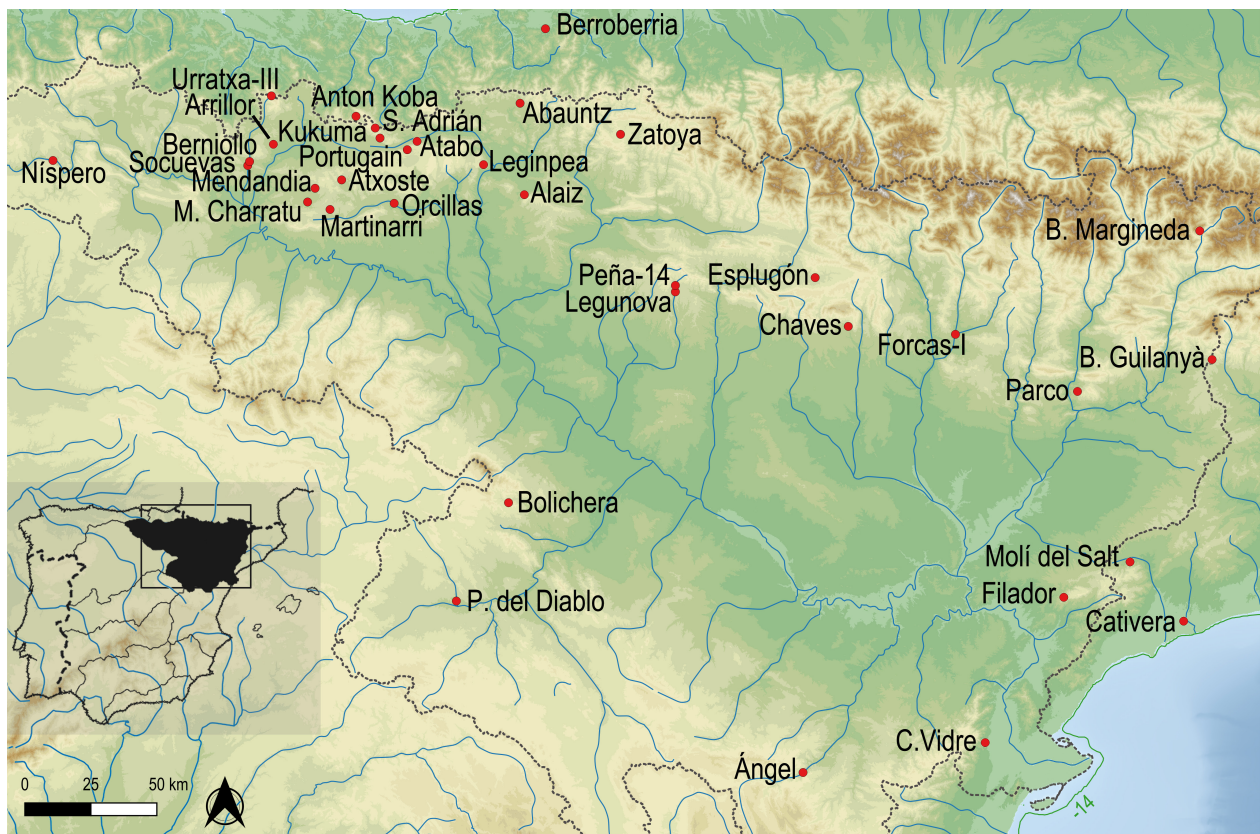 Berroberria
Urratxa-III
Arrillor
Anton Koba
Abauntz
S. Adrián
Kukuma
Zatoya
Berniollo
Portugain
Atabo
Socuevas
Leginpea
Níspero
Mendandia
Atxoste
Alaiz
M. Charratu
Orcillas
Martinarri
B. Margineda
Peña-14
Esplugón
Legunova
Chaves
Forcas-I
B. Guilanyà
Parco
Bolichera
Molí del Salt
P. del Diablo
Filador
Cativera
C.Vidre
Ángel
0 25 50 km
-14